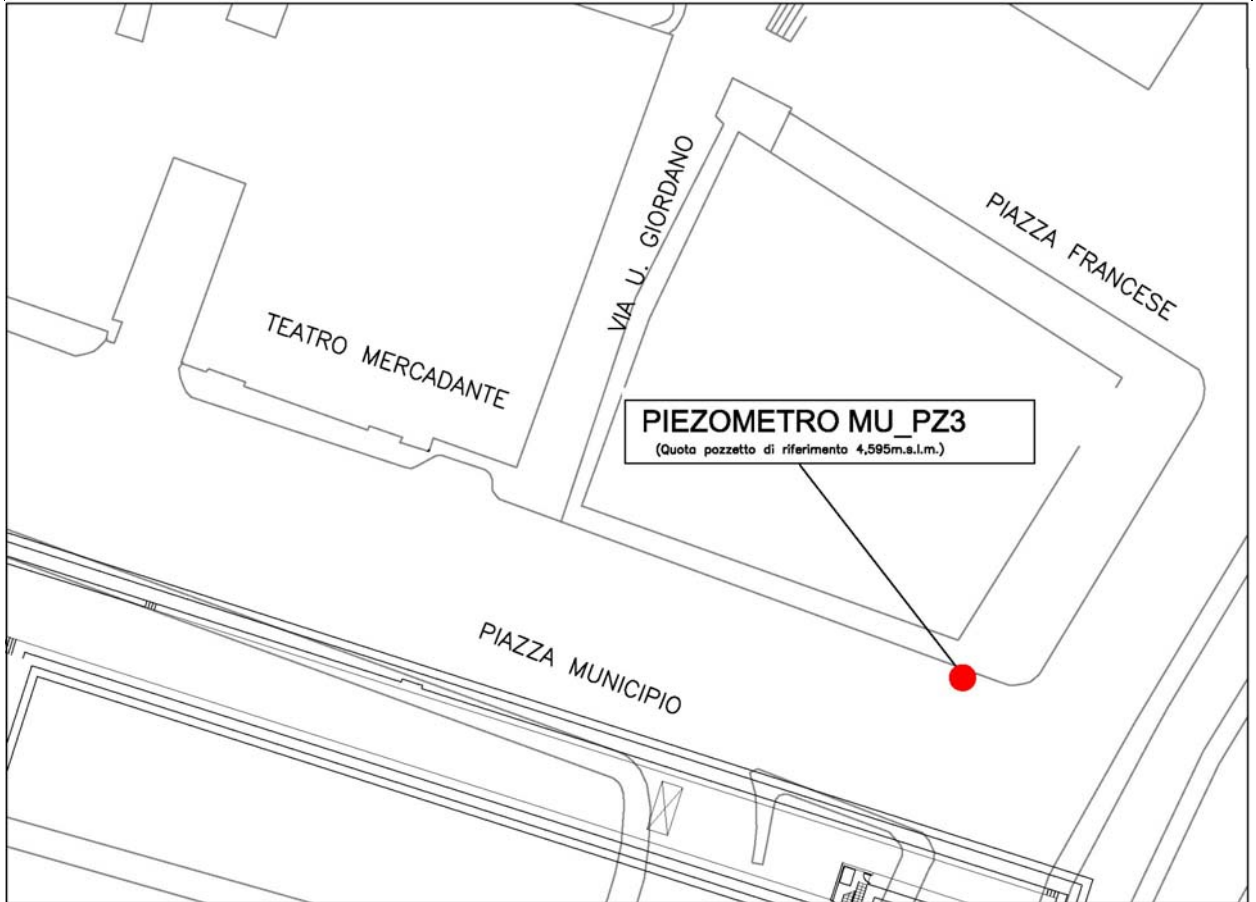 VIA U. GIORDANO
PIAZZA FRANCESE
TEATRO MERCADANTE
PIEZOMETRO MU_PZ3
(Quota pozzetto di riferimento 4,595m.s.l.m.)
PIAZZA MUNICIPIO